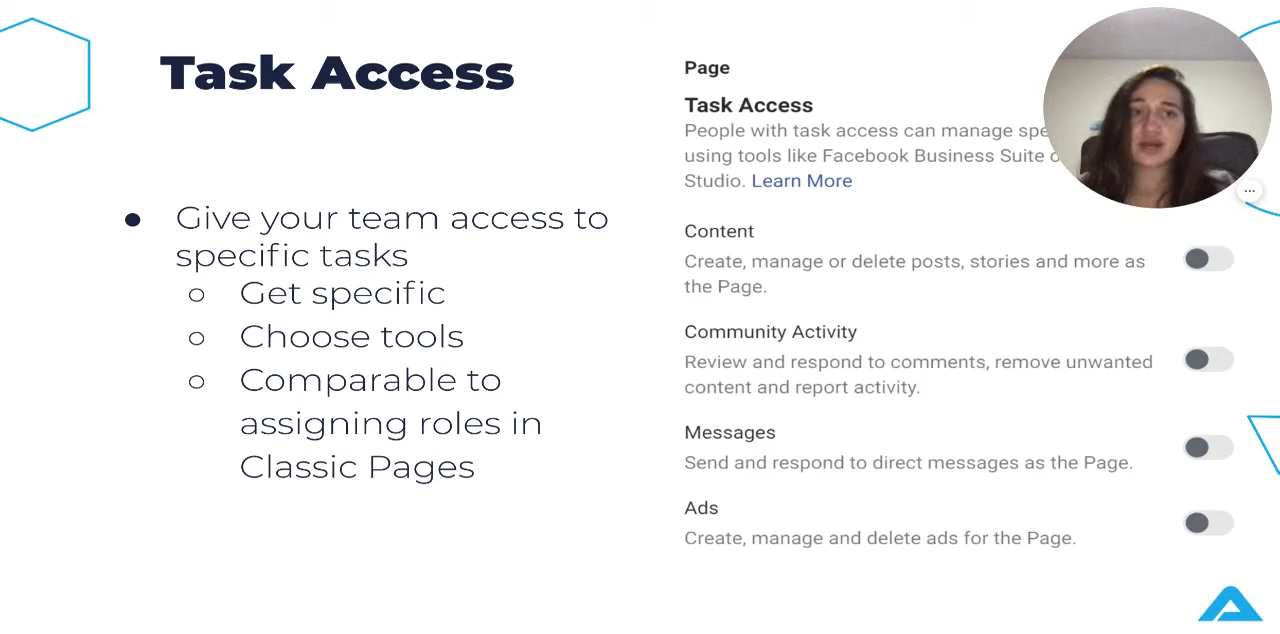 Task Access
Give your team access to
specific tasks
Get specific
Choose tools
Comparable to
assigning roles in
Classic Pages
Page
Task Access
People with task access can manage
using tools like Facebook Business Suite
Studio. Learn More
Content
Create, manage or delete posts, stories and more as
the Page.
Community Activity
Review and respond to comments, remove unwanted
content and report activity.
Messages
Send and respond to direct messages as the Page.
Ads
Create, manage and delete ads for the Page.